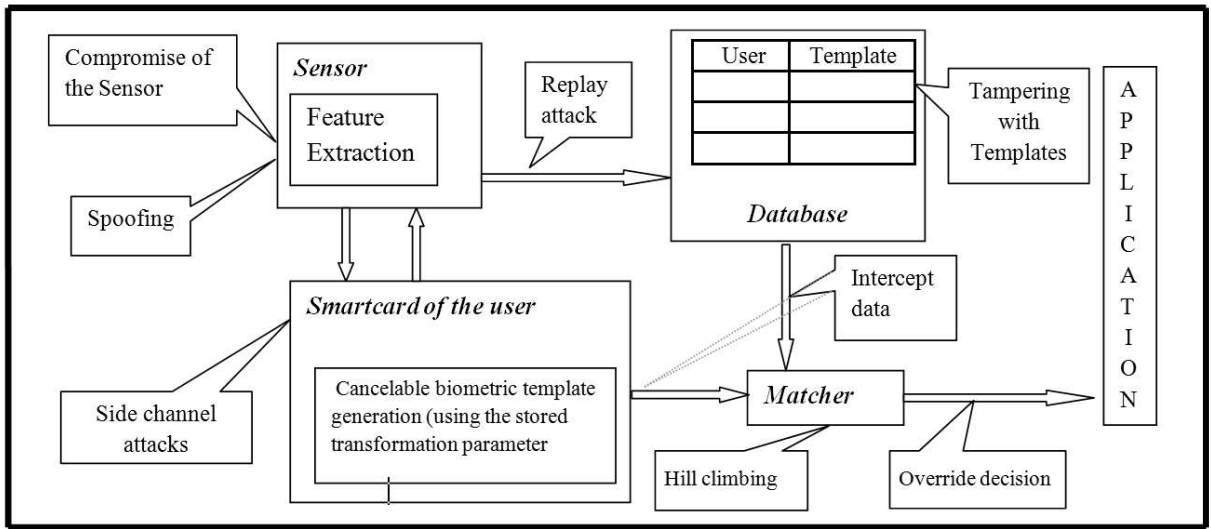 Compromise of
the Sensor
Sensor
Feature
Extraction
Spoofing
Replay
attack
User Template
Database
Tampering
with
Templates
A
P
P
L
I
C
A
T
I
O
N
Smartcard of the user
Cancelable biometric template
generation (using the stored
transformation parameter
Side channel
attacks
Intercept
data
Matcher
Hill climbing
Override decision